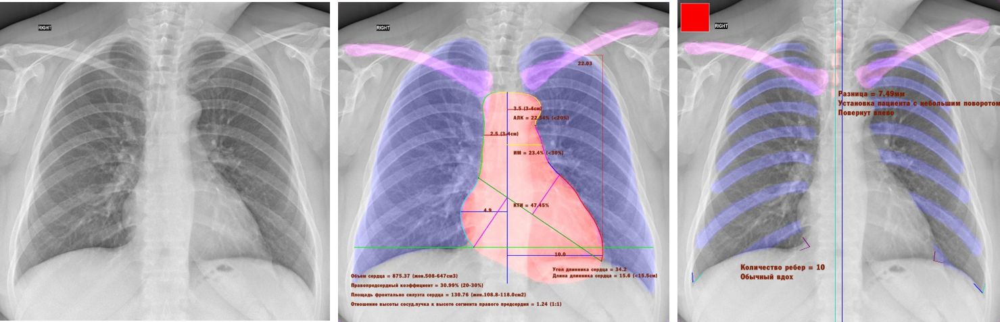 RIGHT
RIGHT
22.03
3.5 (3-4см)
АЛК = 22.54% (<20%)
2.5 (3-4см)
ИМ = 23.4% (<30%)
КТИ = 47.45%
4.9
10.0
Угол длинника сердца = 34.2
Длина длинника сердца = 15.6 (<15.5см)
Объем сердца = 875.37 (жен.508-647см3)
Правопредсердный коэффициент = 30.99% (20-30%)
Площадь фронтально силуэта сердца = 130.76 (жен.108.8-118.0см2)
Отношение высоты сосуд.пучка к высоте сегмента правого предсердия = 1.24 (1:1)
RIGHT
Разница = 7.49мм
Установка пациента с небольшим поворотом
Повернут влево
Количество ребер = 10
Обычный вдох